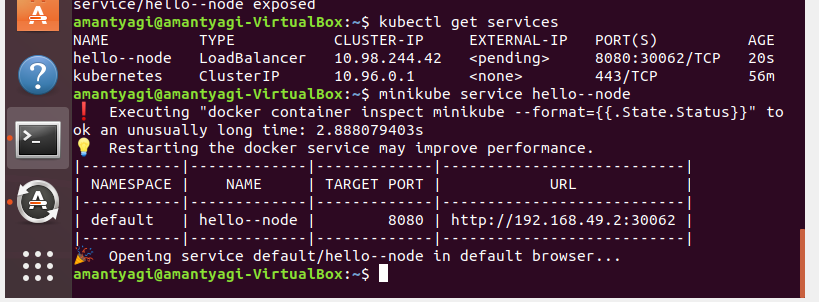 service/hello--node exposed
amantyagi@amantyagi-VirtualBox:~$ kubectl get services
NAME TYPE CLUSTER-IP EXTERNAL-IP PORT(S) AGE
hello--node LoadBalancer 10.98.244.42 <pending> 8080:30062/TCP 20s
kubernetes ClusterIP 10.96.0.1 <none> 443/TCP 56m
amantyagi@amantyagi-VirtualBox:~$ minikube service hello--node
❗ Executing "docker container inspect minikube --format={{.State.Status}}" to
ok an unusually long time: 2.888079403s
💡 Restarting the docker service may improve performance.
|-----------|-------------|-------------|---------------------------|
| NAMESPACE | NAME | TARGET PORT | URL |
|-----------|-------------|-------------|---------------------------|
| default | hello--node | 8080 | http://192.168.49.2:30062 |
|-----------|-------------|-------------|---------------------------|
🎉 Opening service default/hello--node in default browser...
amantyagi@amantyagi-VirtualBox:~$